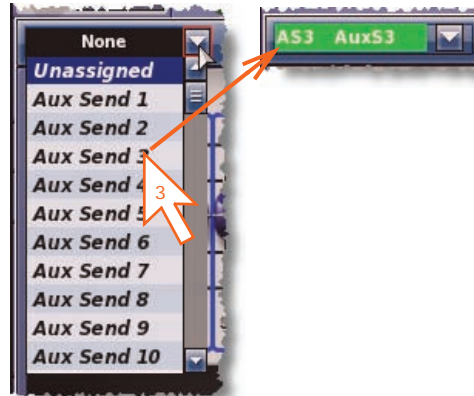 None
Unassigned
Aux Send 1
Aux Send 2
Aux Send 3
Aux Send 4
Aux Send 5
Aux Send 6
Aux Send 7
Aux Send 8
Aux Send 9
Aux Send 10
3
AS3 AuxS3